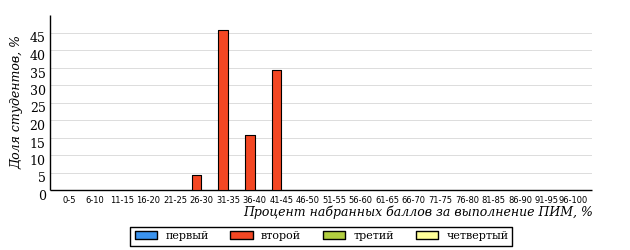 Доля студентов, %
45
40
35
30
25
20
15
10
5
0
0-5 6-10 11-15 16-20 21-25 26-30 31-35 36-40 41-45 46-50 51-55 56-60 61-65 66-70 71-75 76-80 81-85 86-90 91-95 96-100
Процент набранных баллов за выполнение ПИМ, %
первый второй третий четвертый